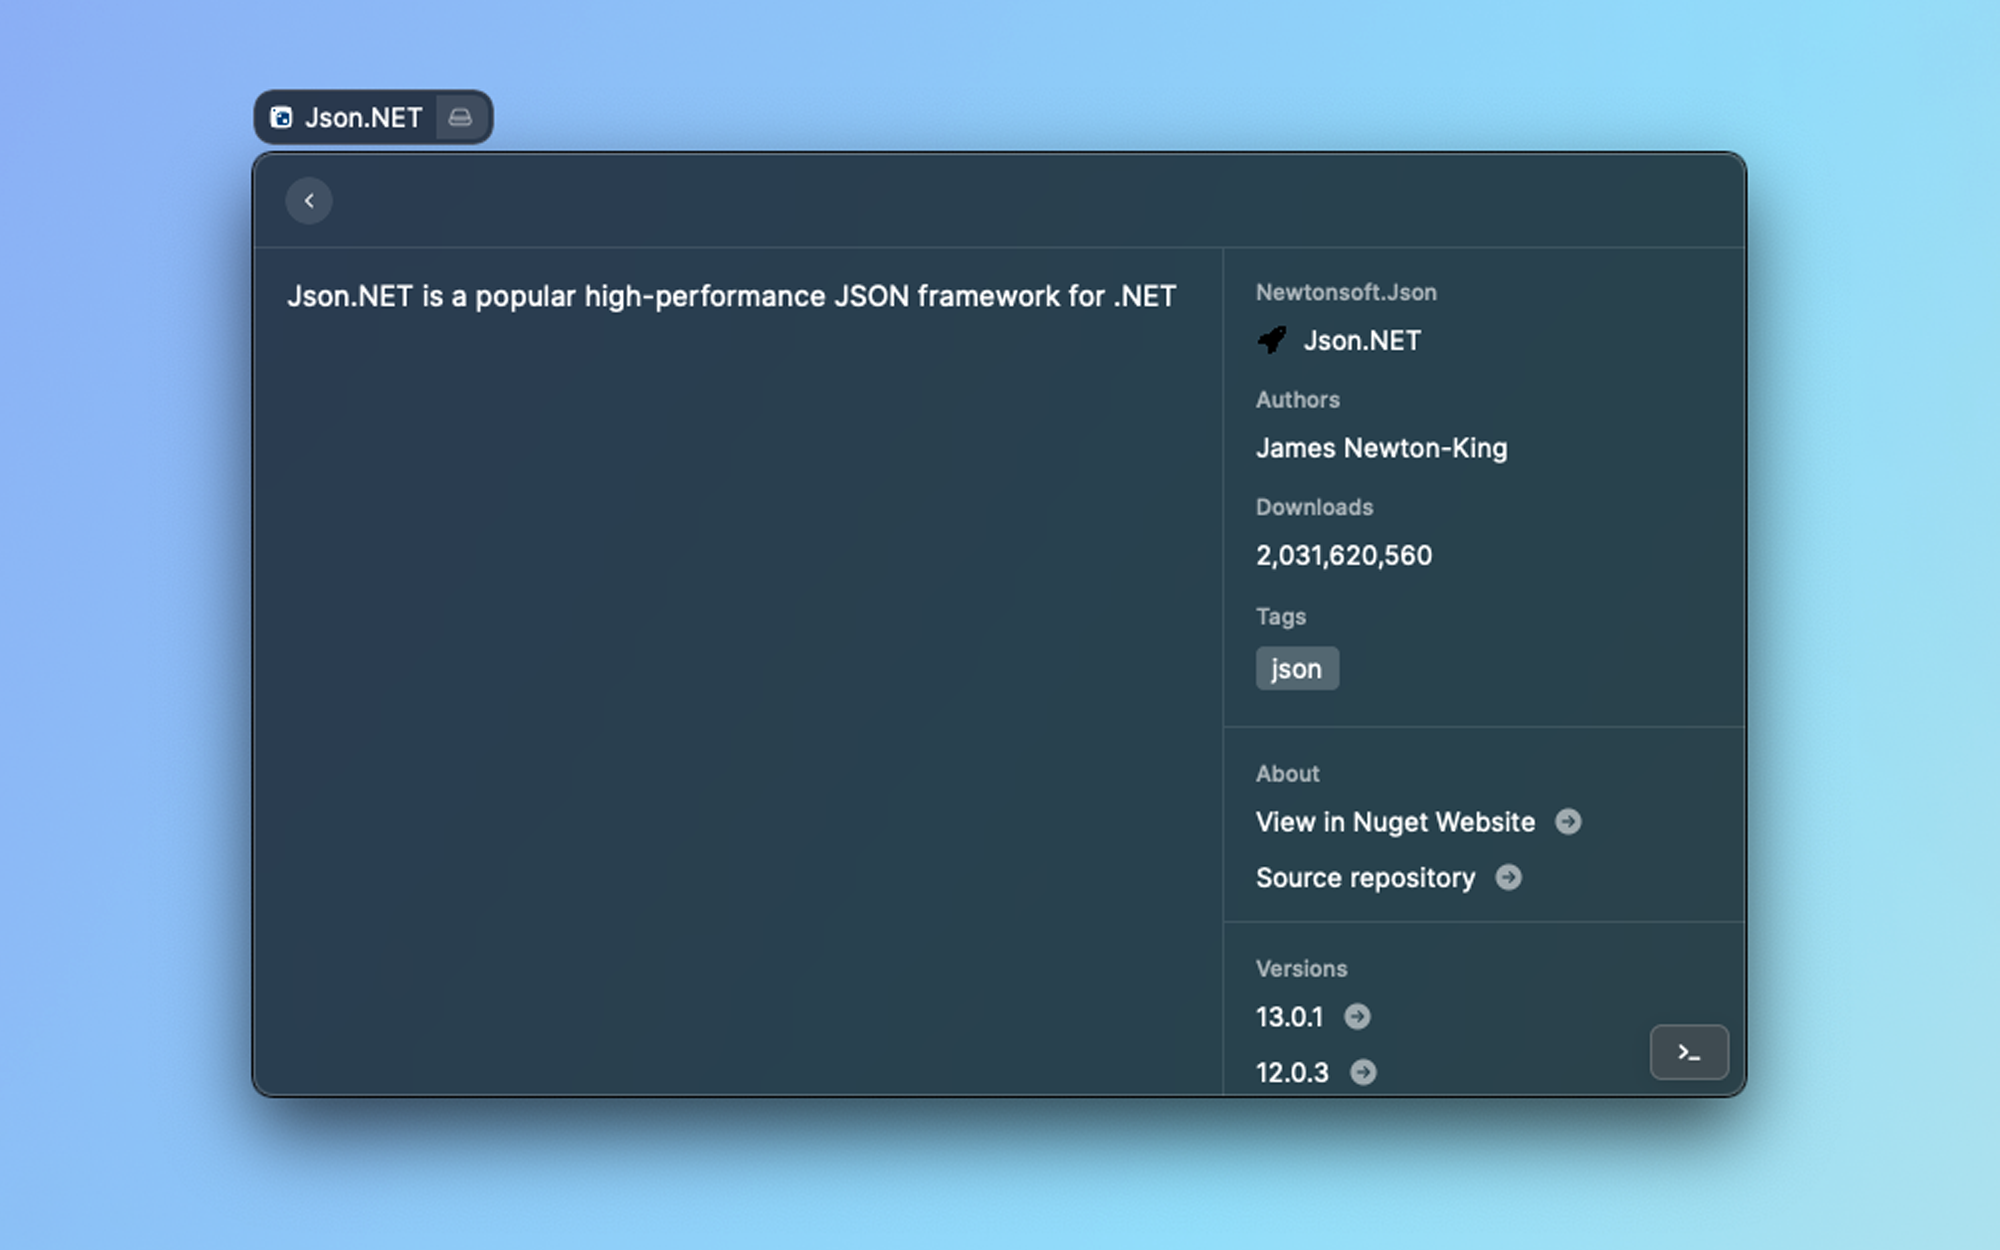 Json.NET
Json.NET is a popular high-performance JSON framework for .NET
Newtonsoft.Json
Json.NET
Authors
James Newton-King
Downloads
2,031,620,560
Tags
json
About
View in Nuget Website
Source repository
Versions
13.0.1
12.0.3